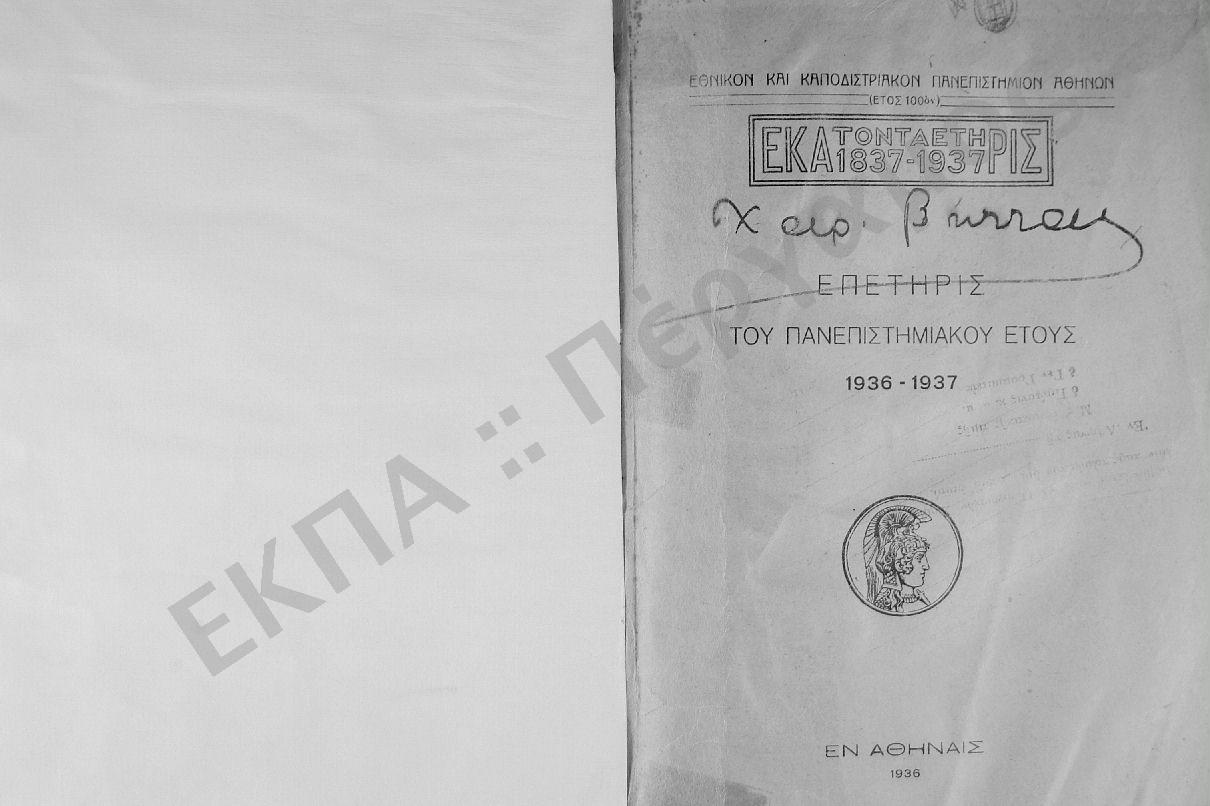 ΕΘΝΙΚΟΝ ΚΑΙ ΚΑΠΟΔΙΣΤΡΙΑΚΟΝ ΠΑΝΕΠΙΣΤΗΜΙΟΝ ΑΘΗΝΩΝ
(ΕΤΟΣ 100όν)
ΕΚΑΤΟΝΤΑΕΤΗΡΙΣ
1837-1937
Χαρ.
ΕΠΕΤΗΡΙΣ
ΤΟΥ ΠΑΝΕΠΙΣΤΗΜΙΑΚΟΥ ΕΤΟΥΣ
1936 - 1937
ΕΚΠΑ :: Πέργαμος
ΕΝ ΑΘΗΝΑΙΣ
1936